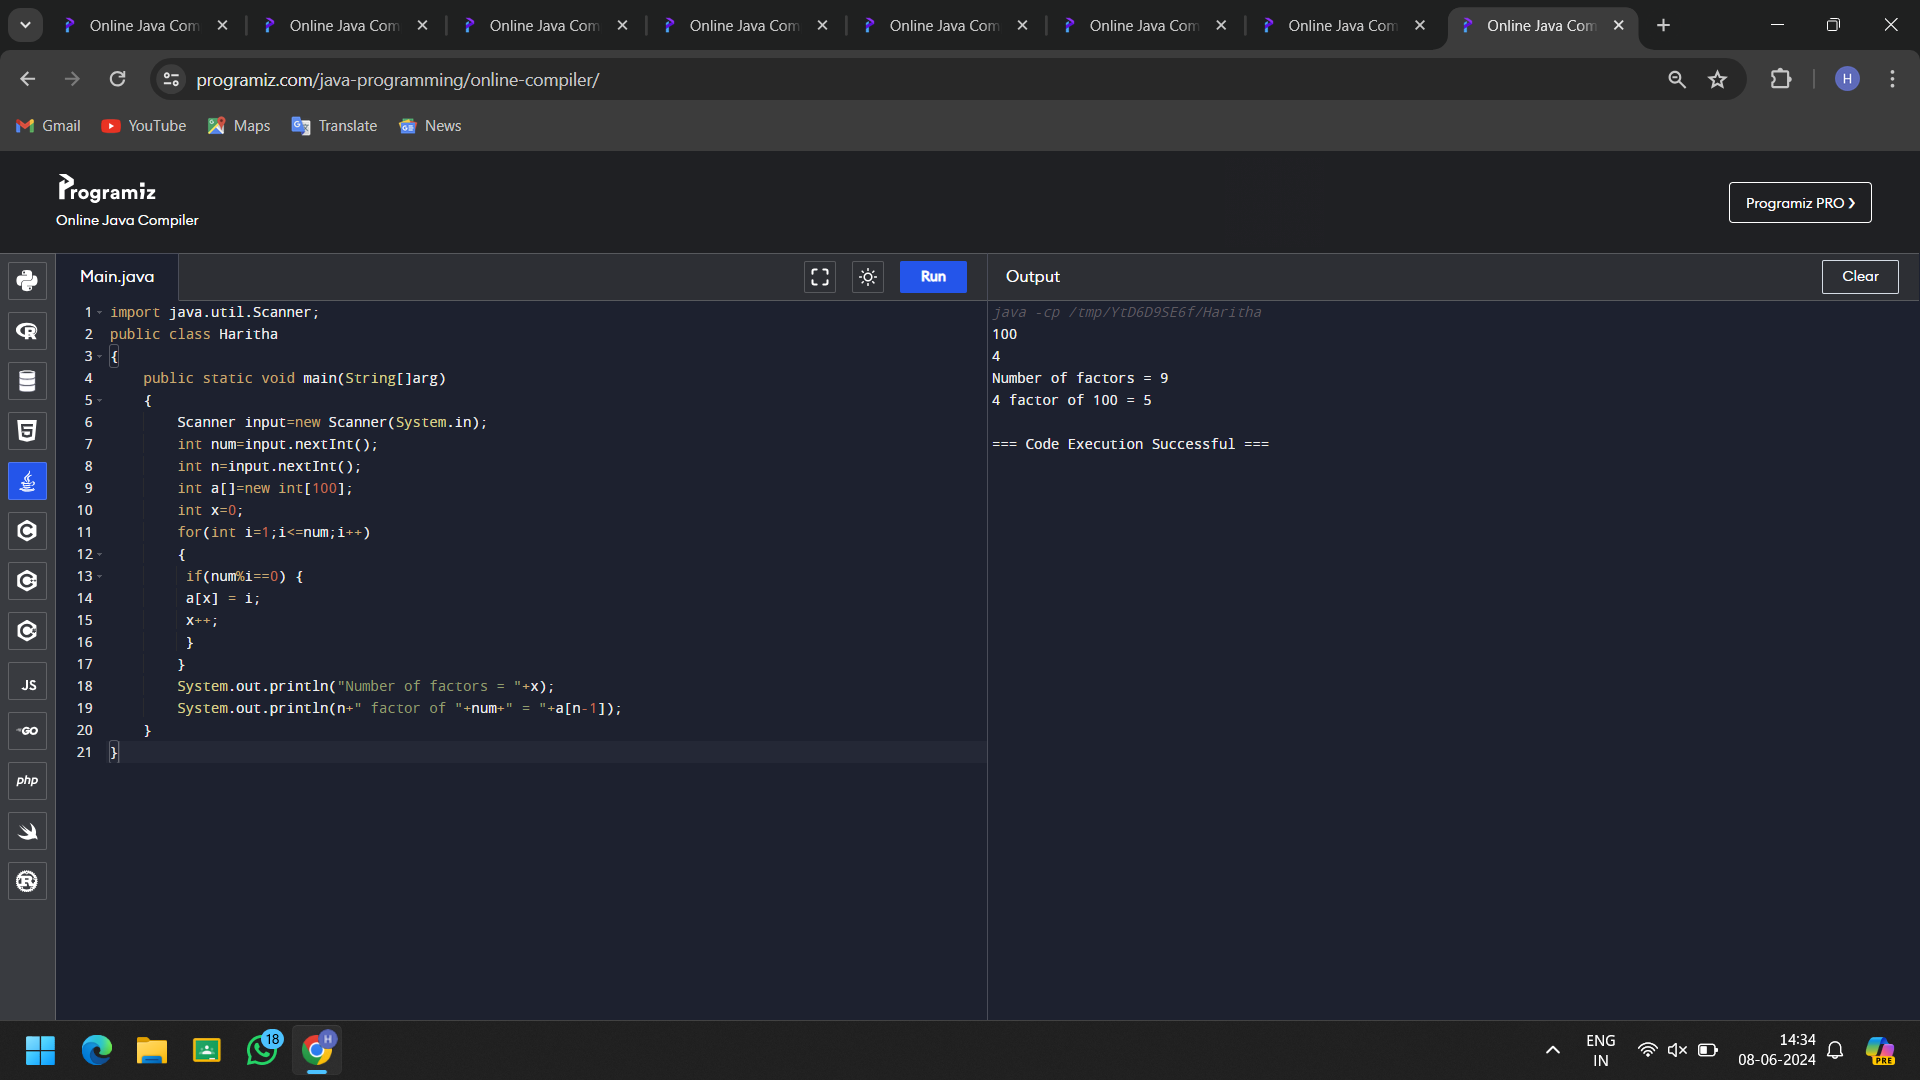 Online Java Com
Online Java Com
Online Java Com
Online Java Com
Online Java Com
Online Java Com
Online Java Com
Online Java Com
programiz.com/java-programming/online-compiler/
H
Gmail
YouTube
Maps
Translate
News
Programiz
Online Java Compiler
Programiz PRO ❯
Main.java
Run
Output
Clear
1 import java.util.Scanner;
2 public class Haritha
3 {
4     public static void main(String[]arg)
5     {
6         Scanner input=new Scanner(System.in);
7         int num=input.nextInt();
8         int n=input.nextInt();
9         int a[]=new int[100];
10         int x=0;
11         for(int i=1;i<=num;i++)
12         {
13          if(num%i==0) {
14          a[x] = i;
15          x++;
16          }
17         }
18         System.out.println("Number of factors = "+x);
19         System.out.println(n+" factor of "+num+" = "+a[n-1]);
20     }
21 }
java -cp /tmp/YtD6D9SE6f/Haritha
100
4
Number of factors = 9
4 factor of 100 = 5
=== Code Execution Successful ===
R
5
C
C
C
JS
GO
php
R
18
H
ENG
IN
14:34
08-06-2024
PRE